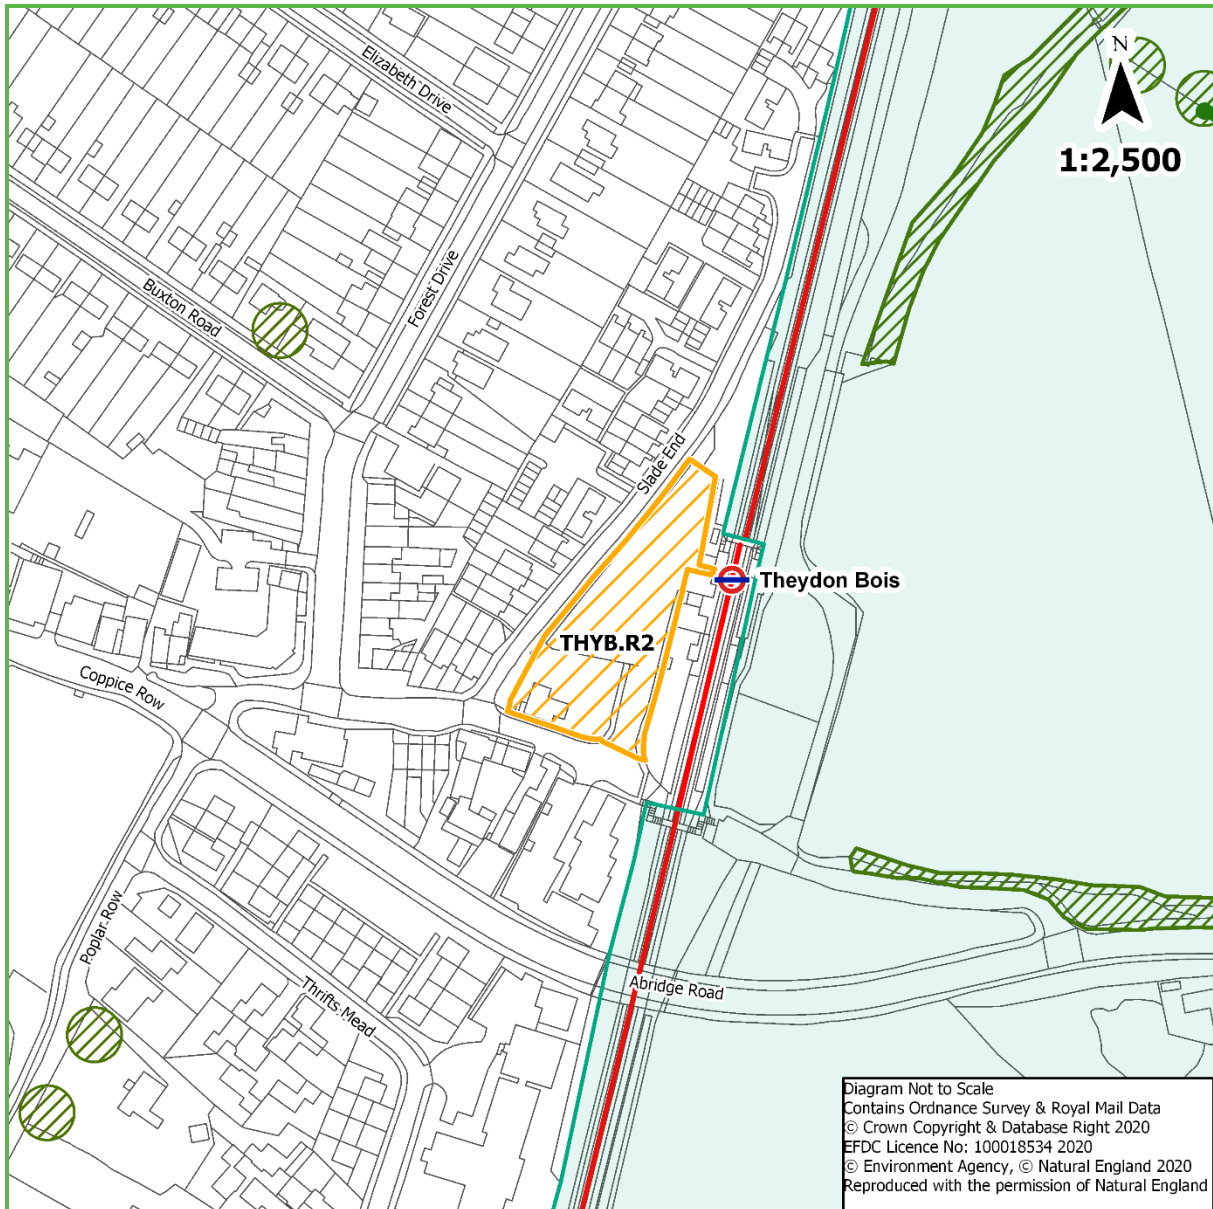 Elizabeth Drive
N
1:2,500
Buxton Road
Forest Drive
Slade End
Theydon Bois
THYB.R2
Coppice Row
Poplar Row
Thrifts Mead
Abridge Road
Diagram Not to Scale
Contains Ordnance Survey & Royal Mail Data
© Crown Copyright & Database Right 2020
EFDC Licence No: 100018534 2020
© Environment Agency, © Natural England 2020
Reproduced with the permission of Natural England